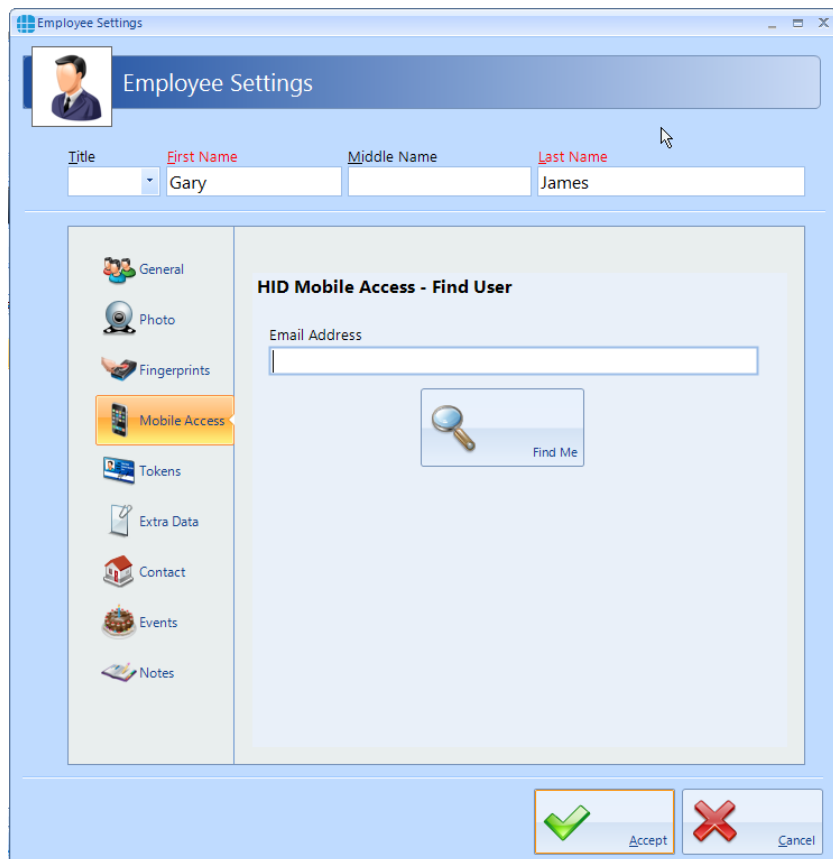 Employee Settings
Employee Settings
Title First Name Middle Name Last Name
Gary James
General
HID Mobile Access - Find User
Photo
Email Address
Fingerprints
Mobile Access
Find Me
Tokens
Extra Data
Contact
Events
Notes
Accept Cancel